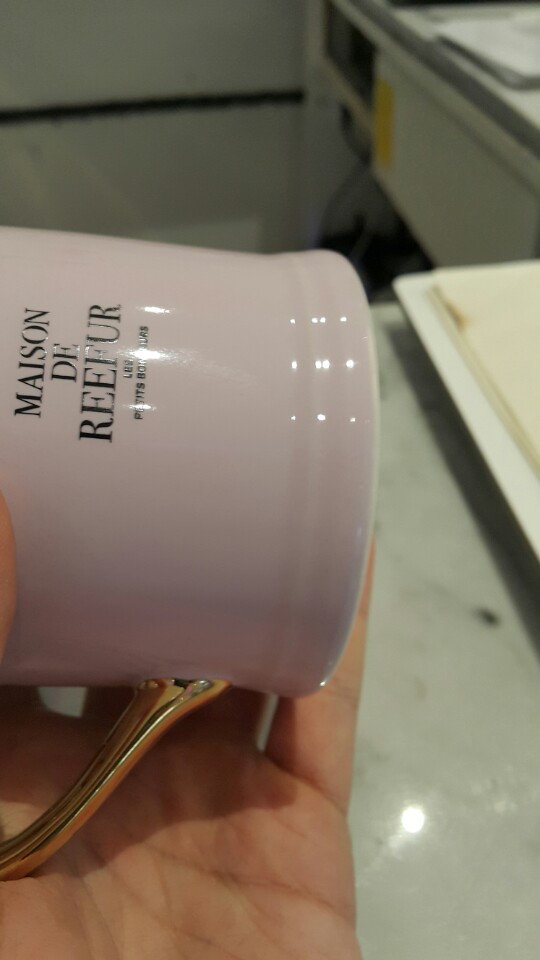 MAISON
DE
REEFUR
LES
PETITS BONHEURS